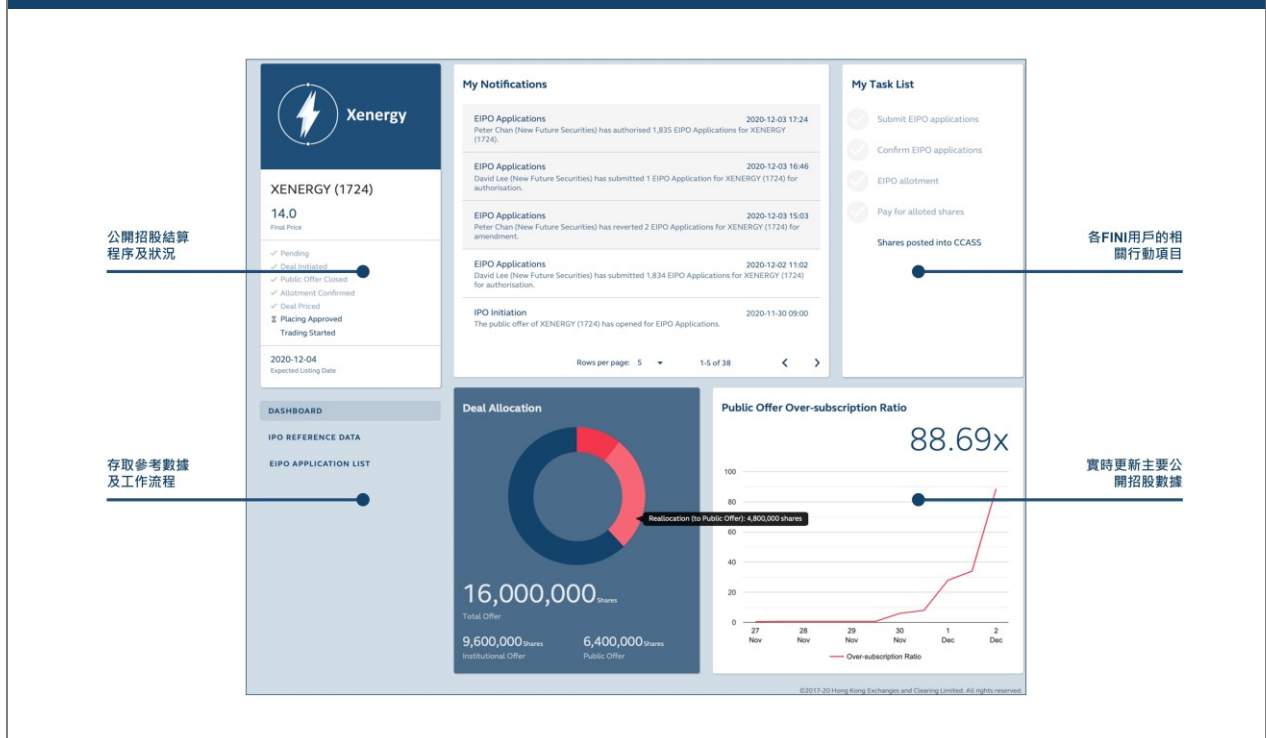 公開招股結算
程序及狀況
存取參考數據
及工作流程
Xenergy
XENERGY (1724)
14.0
Final Price
Pending
Deal Initiated
Public Offer Closed
Allotment Confirmed
Deal Priced
Placing Approved
Trading Started
2020-12-04
Expected Listing Date
DASHBOARD
IPO REFERENCE DATA
EIPO APPLICATION LIST
My Notifications
EIPO Applications 2020-12-03 17:24
Peter Chan (New Future Securities) has authorised 1,835 EIPO Applications for XENERGY
(1724).
EIPO Applications 2020-12-03 16:46
David Lee (New Future Securities) has submitted 1 EIPO Application for XENERGY (1724) for
authorisation.
EIPO Applications 2020-12-03 15:03
Peter Chan (New Future Securities) has reverted 2 EIPO Applications for XENERGY (1724) for
amendment.
EIPO Applications 2020-12-02 11:02
David Lee (New Future Securities) has submitted 1,834 EIPO Applications for XENERGY (1724)
for authorisation.
IPO Initiation 2020-11-30 09:00
The public offer of XENERGY (1724) has opened for EIPO Applications.
Rows per page: 5 1-5 of 38
My Task List
Submit EIPO applications
Confirm EIPO applications
EIPO allotment
Pay for alloted shares
Shares posted into CCASS
各FINI用戶的相
關行動項目
Deal Allocation
Reallocation (to Public Offer): 4,800,000 shares
16,000,000 Shares
Total Offer
9,600,000 Shares 6,400,000 Shares
Institutional Offer Public Offer
Public Offer Over-subscription Ratio
88.69x
100
80
60
40
20
0
27 28 29 30 1 2
Nov Nov Nov Nov Dec Dec
Over-subscription Ratio
實時更新主要公
開招股數據
©2017-20 Hong Kong Exchanges and Clearing Limited. All rights reserved.